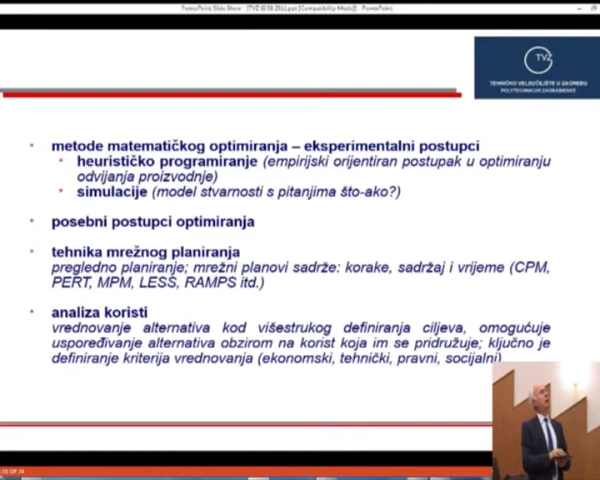 PowerPoint Slide Show - [TVZ
[Compatibility Mode] - PowerPoint
TVZ
TEHNIČKO VELEUČILIŠTE U ZAGREBU
POLYTECHNICUM ZAGRABIENSE
metode matematičkog optimiranja – eksperimentalni postupci
heurističko programiranje (empirijski orijentiran postupak u optimiranju
odvijanja proizvodnje)
simulacije (model stvarnosti s pitanjima što-ako?)
posebni postupci optimiranja
tehnika mrežnog planiranja
pregledno planiranje; mrežni planovi sadrže: korake, sadržaj i vrijeme (CPM,
PERT, MPM, LESS, RAMPS itd.)
analiza koristi
vrednovanje alternativa kod višestrukog definiranja ciljeva, omogućuje
uspoređivanje alternativa obzirom na korist koja im se pridružuje; ključno je
definiranje kriterija vrednovanja (ekonomski, tehnički, pravni, socijalni)